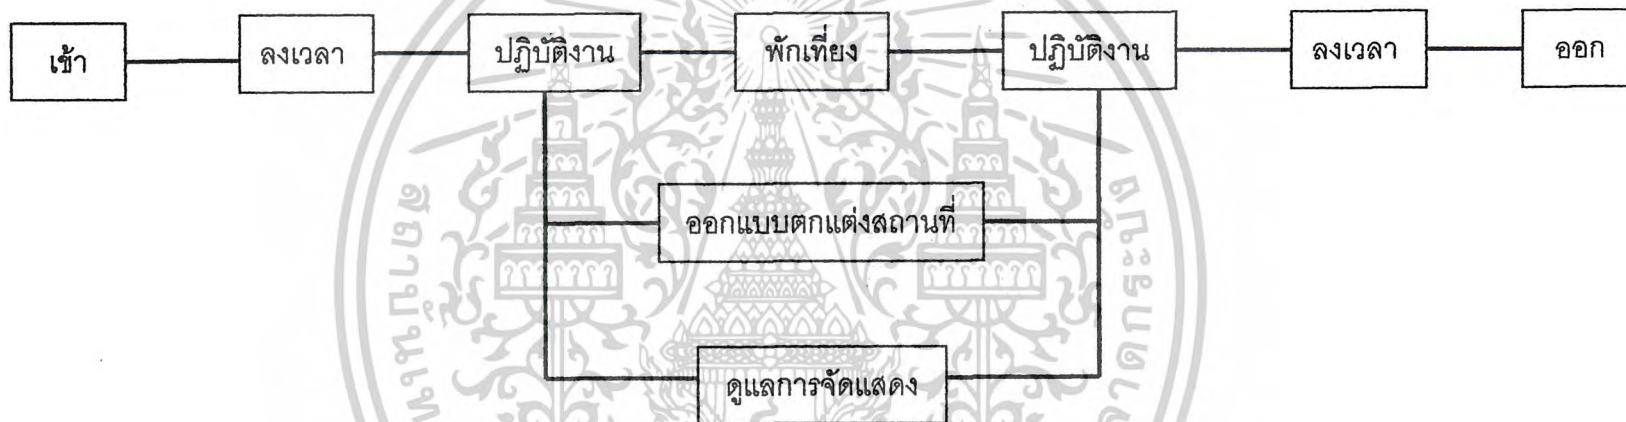 เข้า ลงเวลา ปฏิบัติงาน พักเที่ยง ปฏิบัติงาน ลงเวลา ออก
ออกแบบตกแต่งสถานที่
ดูแลการจัดแสดง